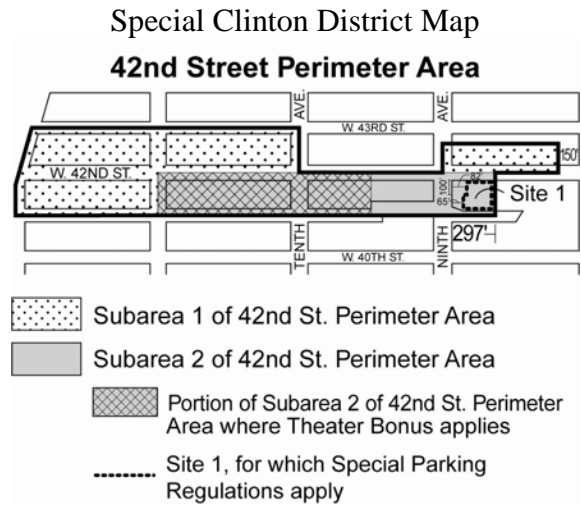 Special Clinton District Map
42nd Street Perimeter Area
AVE.
AVE.
W. 43RD ST.
W. 42ND ST.
150'
82'
100'
65'
Site 1
297'
TENTH
NINTH
W. 40TH ST.
Subarea 1 of 42nd St. Perimeter Area
Subarea 2 of 42nd St. Perimeter Area
Portion of Subarea 2 of 42nd St. Perimeter
Area where Theater Bonus applies
Site 1, for which Special Parking
Regulations apply